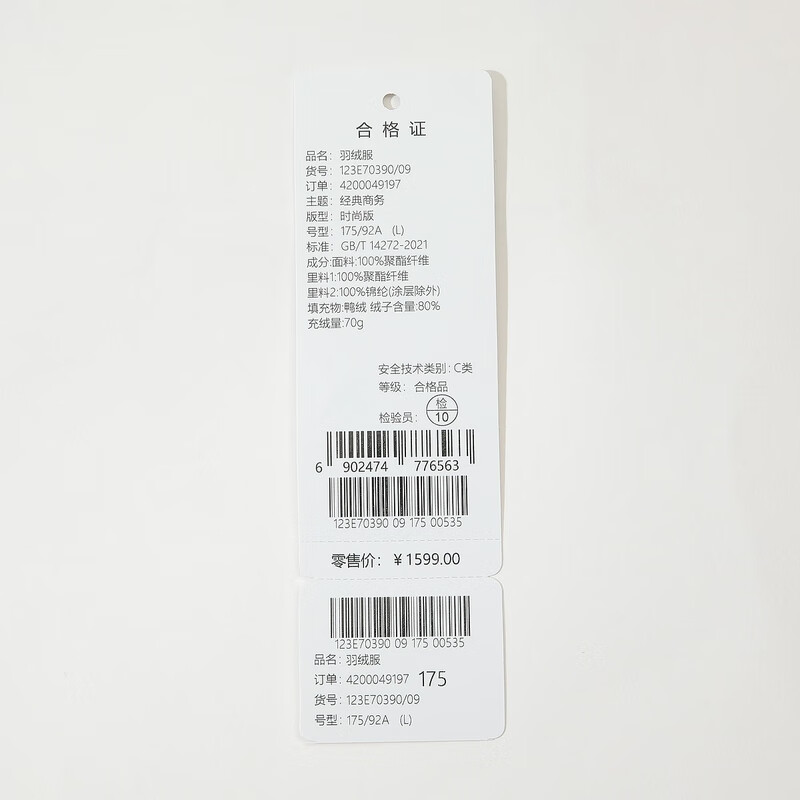 合格证
品名：羽绒服
货号：123E70390/09
订单：4200049197
主题：经典商务
版型：时尚版
号型：175/92A (L)
标准：GB/T 14272-2021
成分:面料:100%聚酯纤维
里料1:100%聚酯纤维
里料2:100%锦纶(涂层除外)
填充物:鸭绒 绒子含量:80%
充绒量:70g
安全技术类别：C类
等级：合格品
检验员：检 10
6 902474 776563
123E70390 09 175 00535
零售价：￥1599.00
123E70390 09 175 00535
品名：羽绒服
订单：4200049197 175
货号：123E70390/09
号型：175/92A (L)